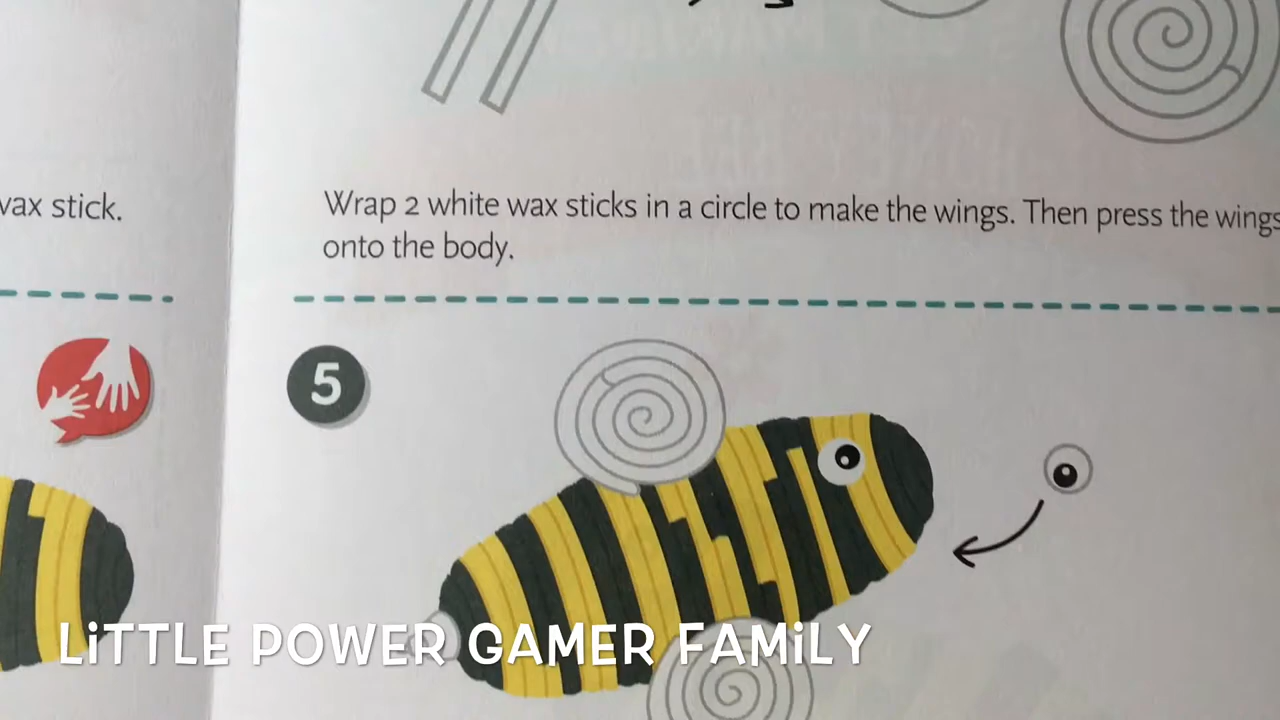 vax stick.
Wrap 2 white wax sticks in a circle to make the wings. Then press the wings
onto the body.
5
LiTTLE POWER GAMER FAMiLY